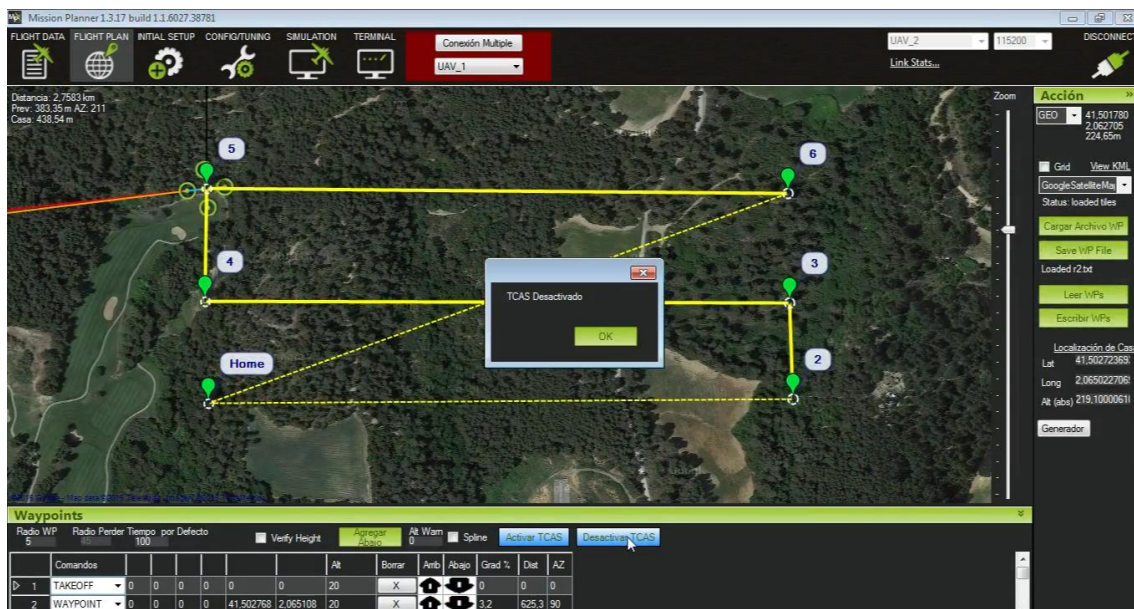 Mission Planner 1.3.17 build 1.1.6027.38781
FLIGHT DATA FLIGHT PLAN INITIAL SETUP CONFIG/TUNING SIMULATION TERMINAL
Conexión Multiple
UAV_1
UAV_2 115200 DISCONNECT
Link Stats...
Distancia: 2,7583 km
Prev: 383,35 m AZ: 211
Casa: 438,54 m
Zoom
Acción »
GEO 41,501780
2,062705
224,65m
Grid View KML
GoogleSatelliteMap
Status: loaded tiles
Cargar Archivo WP
Save WP File
Loaded r2.txt
Leer WPs
Escribir WPs
Localización de Cas
Lat 41,50272369
Long 2,06502270
Alt (abs) 219,1000061
Generador
5
6
4
3
Home
2
TCAS Desactivado
OK
Waypoints
Radio WP Radio Perder Tiempo por Defecto
5 45 100
Verify Height
Agregar Abajo
Alt Warn
0
Spline
Activar TCAS
Desactivar TCAS
Comandos Alt Borrar Arrib Abajo Grad % Dist AZ
1 TAKEOFF 0 0 0 0 0 0 20 X 0 0 0
2 WAYPOINT 0 0 0 0 41,502768 2,065108 20 X 3,2 625,3 90